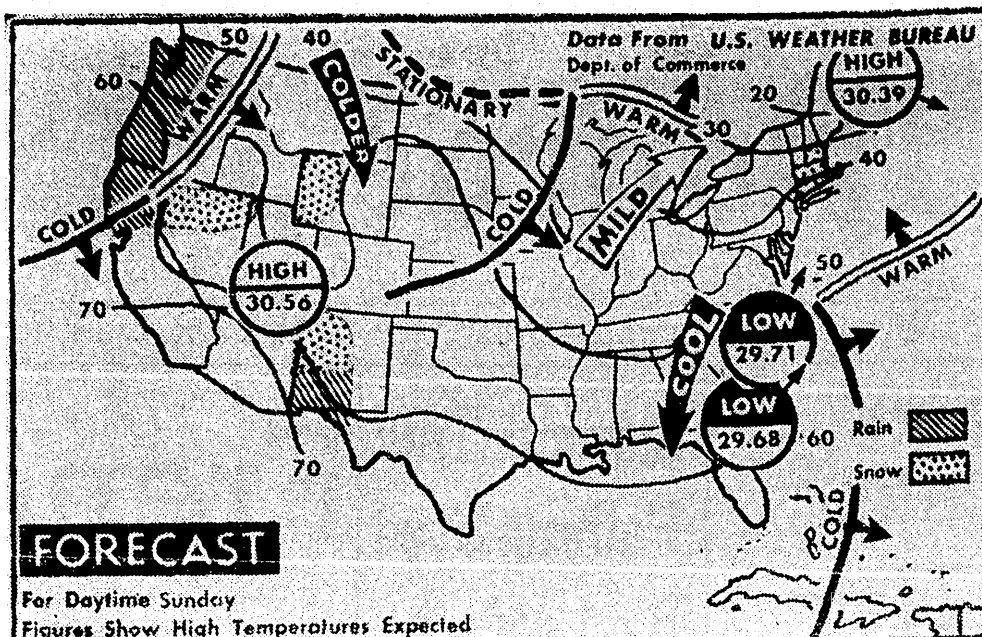 Data From U.S. WEATHER BUREAU
Dept. of Commerce
50
40
60
WARM
COLDER
STATIONARY
WARM
20
30
HIGH
30.39
40
COLD
COLD
MILD
WARM
HIGH
30.56
70
50
COOL
LOW
29.71
LOW
29.68
60
70
Rain
Snow
COLD
FORECAST
For Daytime Sunday
Figures Show High Temperatures Expected